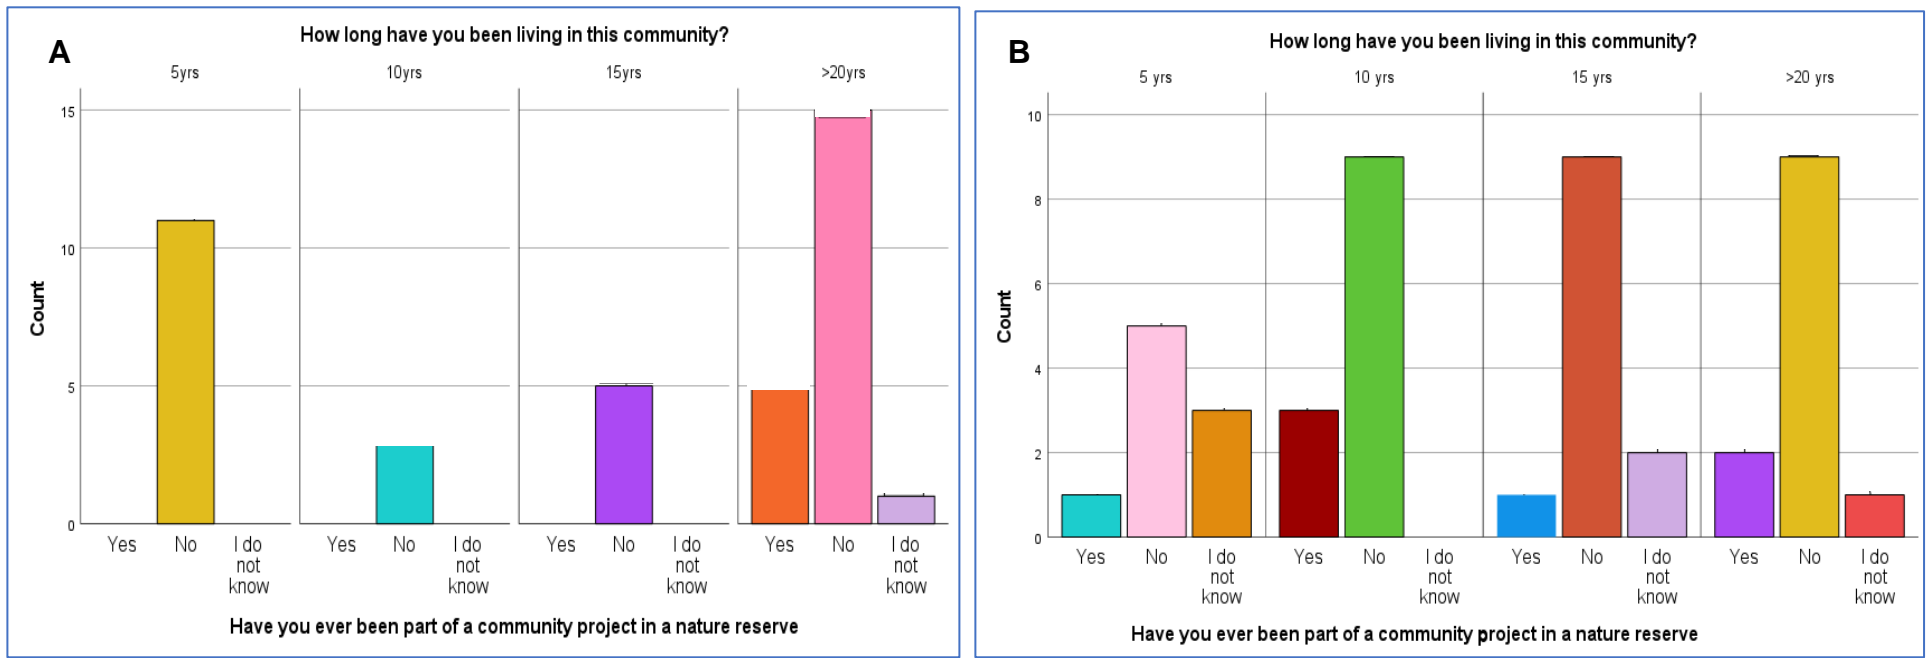 A
How long have you been living in this community?
5yrs
10yrs
15yrs
>20yrs
15
10
5
0
Count
Yes
No
I do
not
know
Yes
No
I do
not
know
Yes
No
I do
not
know
Yes
No
I do
not
know
Have you ever been part of a community project in a nature reserve
B
How long have you been living in this community?
5 yrs
10 yrs
15 yrs
>20 yrs
10
8
6
4
2
0
Count
Yes
No
I do
not
know
Yes
No
I do
not
know
Yes
No
I do
not
know
Yes
No
I do
not
know
Have you ever been part of a community project in a nature reserve